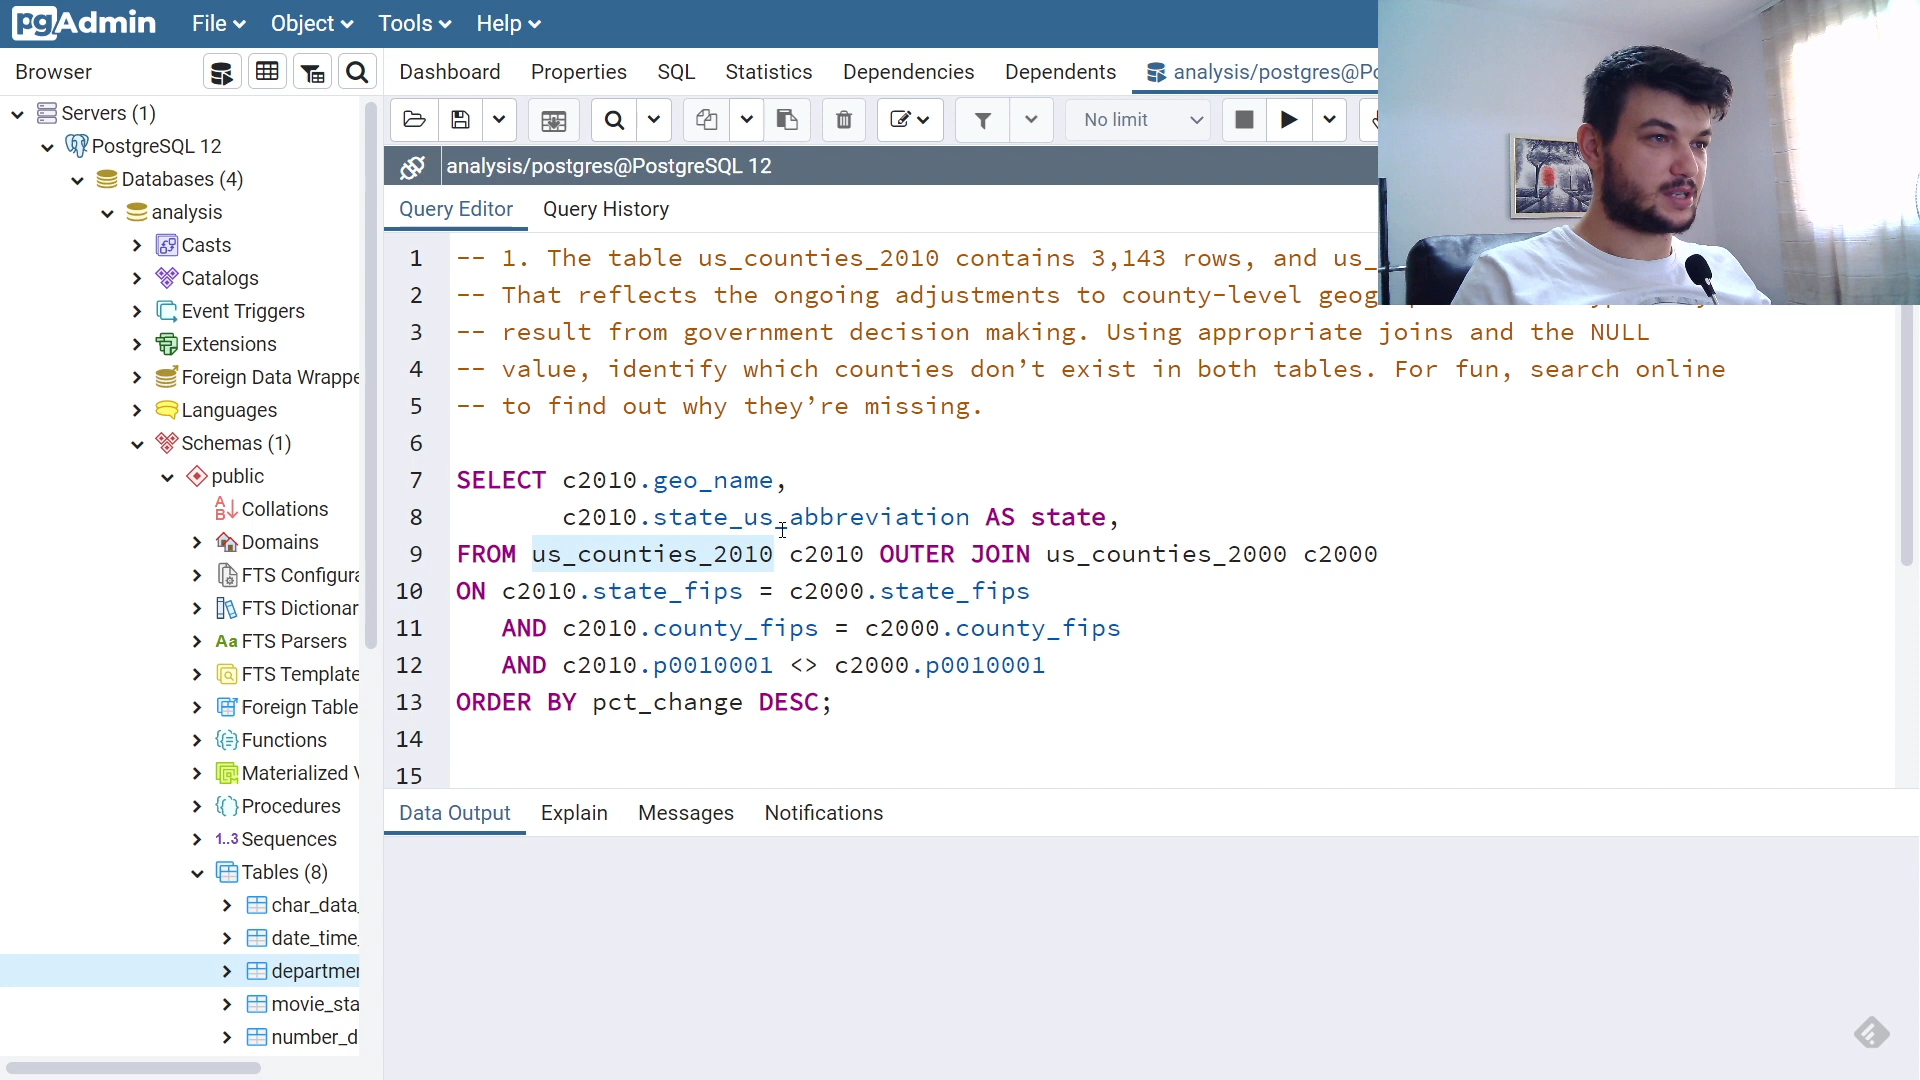 pgAdmin File Object Tools Help
Browser
Dashboard Properties SQL Statistics Dependencies Dependents analysis/postgres@Po
No limit
analysis/postgres@PostgreSQL 12
Query Editor Query History
Servers (1)
PostgreSQL 12
Databases (4)
analysis
Casts
Catalogs
Event Triggers
Extensions
Foreign Data Wrappe
Languages
Schemas (1)
public
Collations
Domains
FTS Configura
FTS Dictionar
Aa FTS Parsers
FTS Template
Foreign Table
Functions
Materialized V
Procedures
1..3 Sequences
Tables (8)
char_data_
date_time_
departmen
movie_sta
number_d
1 -- 1. The table us_counties_2010 contains 3,143 rows, and us_
2 -- That reflects the ongoing adjustments to county-level geog
3 -- result from government decision making. Using appropriate joins and the NULL
4 -- value, identify which counties don’t exist in both tables. For fun, search online
5 -- to find out why they’re missing.
6
7 SELECT c2010.geo_name,
8 c2010.state_us_abbreviation AS state,
9 FROM us_counties_2010 c2010 OUTER JOIN us_counties_2000 c2000
10 ON c2010.state_fips = c2000.state_fips
11 AND c2010.county_fips = c2000.county_fips
12 AND c2010.p0010001 <> c2000.p0010001
13 ORDER BY pct_change DESC;
14
15
Data Output Explain Messages Notifications